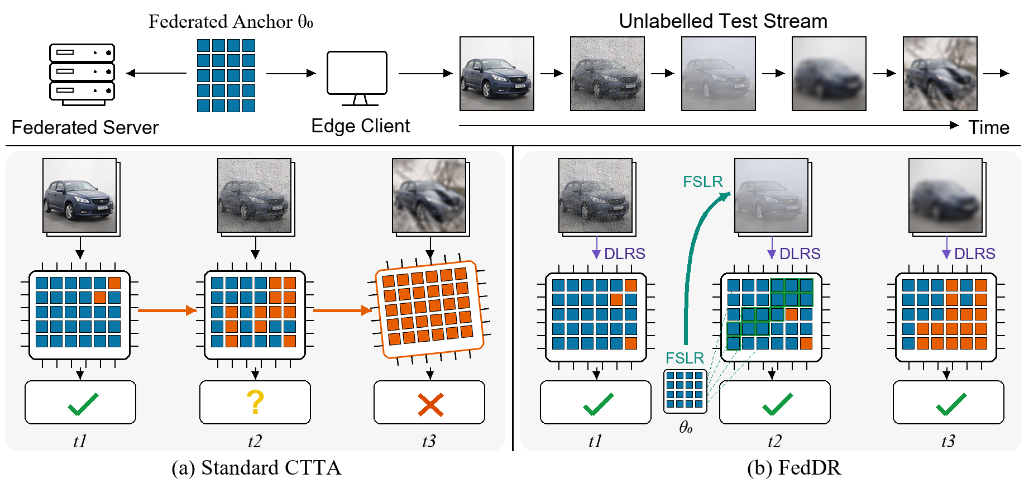 Federated Anchor θ₀
Unlabelled Test Stream
Federated Server
Edge Client
Time
?
t1
t2
t3
(a) Standard CTTA
FSLR
DLRS
DLRS
DLRS
FSLR
θ₀
t1
t2
t3
(b) FedDR